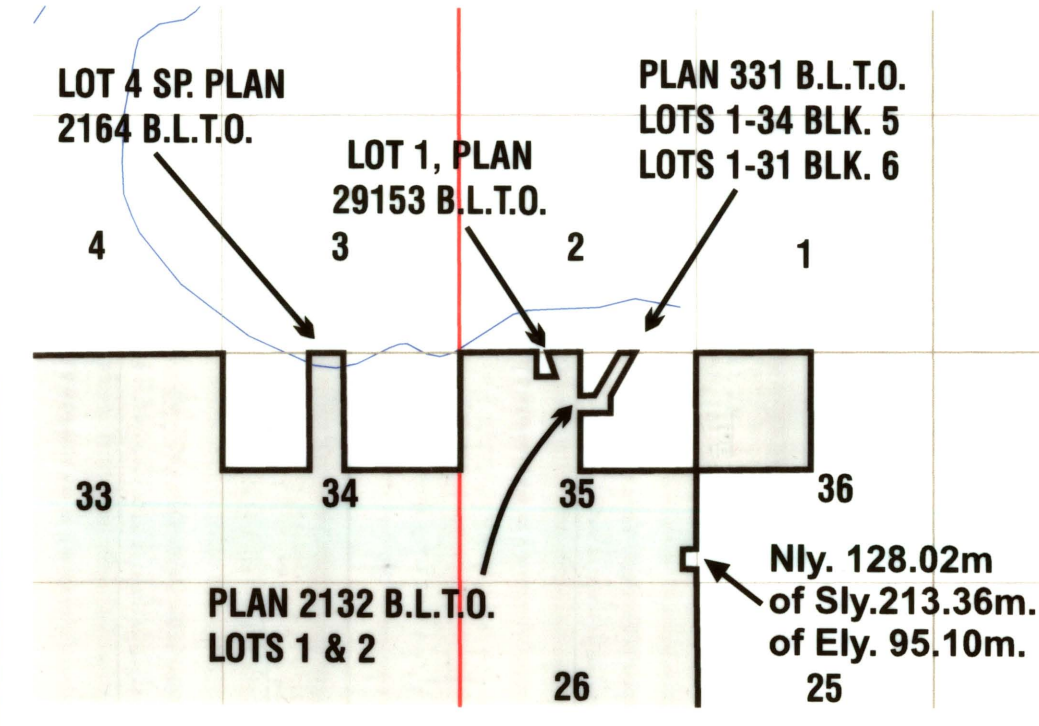 LOT 4 SP. PLAN
2164 B.L.T.O.
LOT 1, PLAN
29153 B.L.T.O.
PLAN 331 B.L.T.O.
LOTS 1-34 BLK. 5
LOTS 1-31 BLK. 6
4
3
2
1
33
34
35
36
PLAN 2132 B.L.T.O.
LOTS 1 & 2
Nly. 128.02m
of Sly.213.36m.
of Ely. 95.10m.
26
25